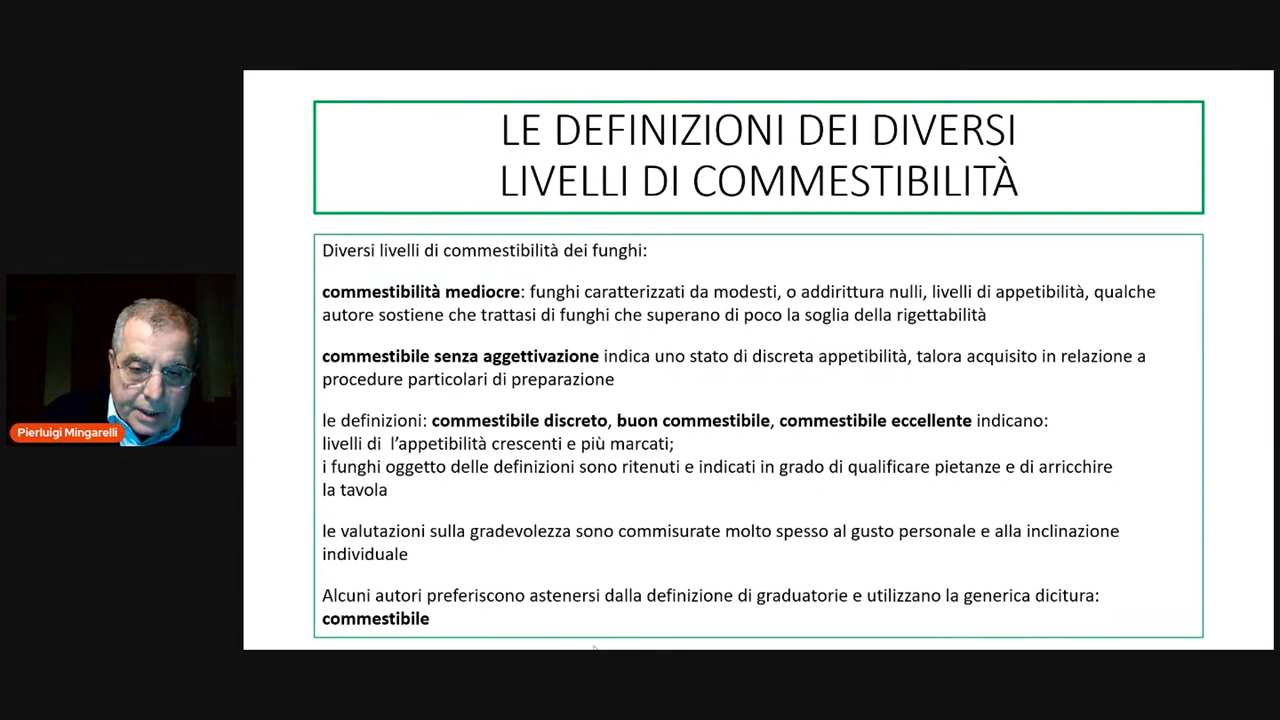 LE DEFINIZIONI DEI DIVERSI
LIVELLI DI COMMESTIBILITÀ
Diversi livelli di commestibilità dei funghi:
commestibilità mediocre: funghi caratterizzati da modesti, o addirittura nulli, livelli di appetibilità, qualche
autore sostiene che trattasi di funghi che superano di poco la soglia della rigettabilità
commestibile senza aggettivazione indica uno stato di discreta appetibilità, talora acquisito in relazione a
procedure particolari di preparazione
le definizioni: commestibile discreto, buon commestibile, commestibile eccellente indicano:
livelli di l’appetibilità crescenti e più marcati;
i funghi oggetto delle definizioni sono ritenuti e indicati in grado di qualificare pietanze e di arricchire
la tavola
le valutazioni sulla gradevolezza sono commisurate molto spesso al gusto personale e alla inclinazione
individuale
Alcuni autori preferiscono astenersi dalla definizione di graduatorie e utilizzano la generica dicitura:
commestibile
Pierluigi Mingarelli